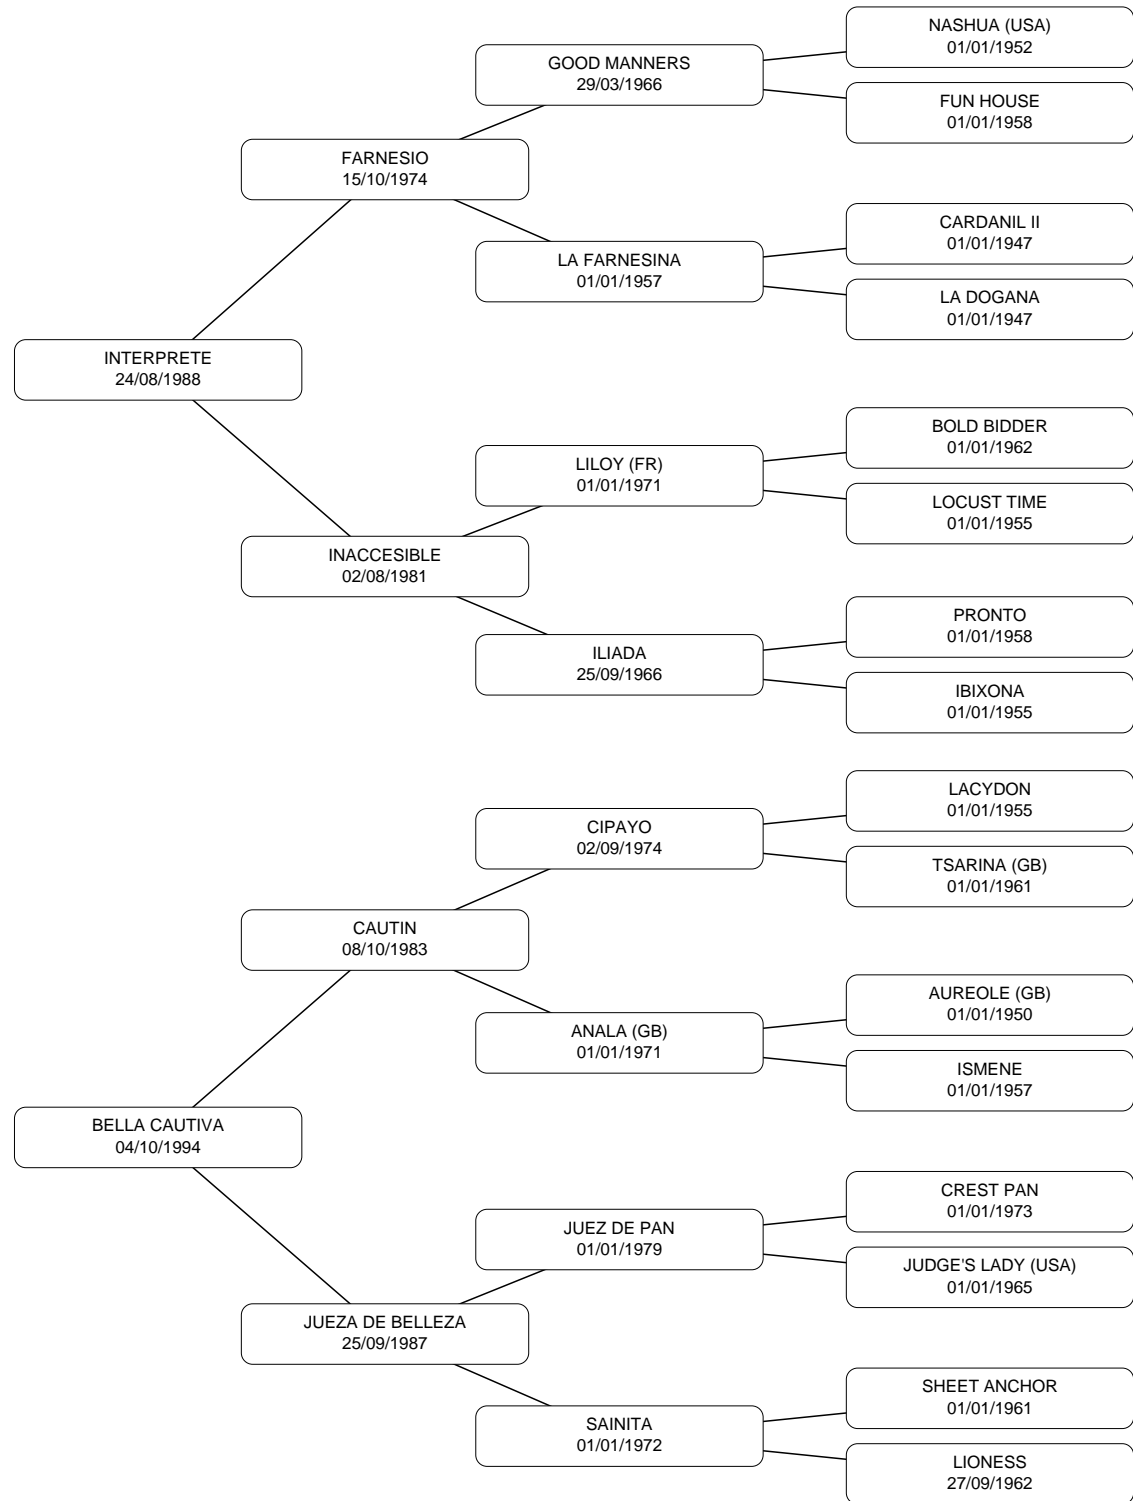 NASHUA (USA)
01/01/1952
GOOD MANNERS
29/03/1966
FUN HOUSE
01/01/1958
FARNESIO
15/10/1974
CARDANIL II
01/01/1947
LA FARNESINA
01/01/1957
LA DOGANA
01/01/1947
INTERPRETE
24/08/1988
BOLD BIDDER
01/01/1962
LILOY (FR)
01/01/1971
LOCUST TIME
01/01/1955
INACCESIBLE
02/08/1981
PRONTO
01/01/1958
ILIADA
25/09/1966
IBIXONA
01/01/1955
LACYDON
01/01/1955
CIPAYO
02/09/1974
TSARINA (GB)
01/01/1961
CAUTIN
08/10/1983
AUREOLE (GB)
01/01/1950
ANALA (GB)
01/01/1971
ISMENE
01/01/1957
BELLA CAUTIVA
04/10/1994
CREST PAN
01/01/1973
JUEZ DE PAN
01/01/1979
JUDGE'S LADY (USA)
01/01/1965
JUEZA DE BELLEZA
25/09/1987
SHEET ANCHOR
01/01/1961
SAINITA
01/01/1972
LIONESS
27/09/1962